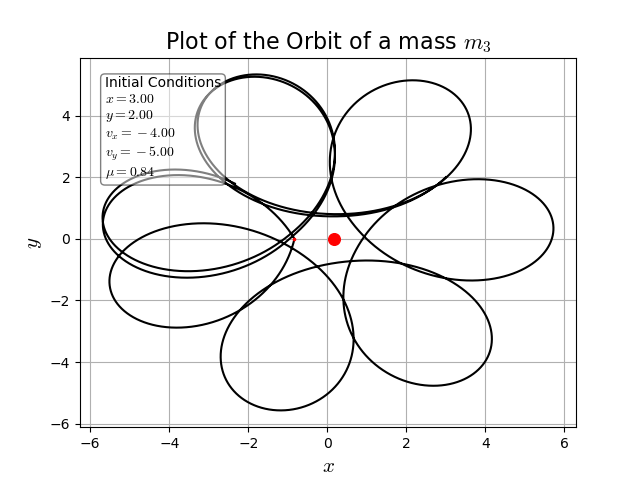 Plot of the Orbit of a mass m₃
Initial Conditions
x = 3.00
y = 2.00
vₓ = −4.00
v_y = −5.00
μ = 0.84
4
2
0
−2
−4
−6
y
−6 −4 −2 0 2 4 6
x